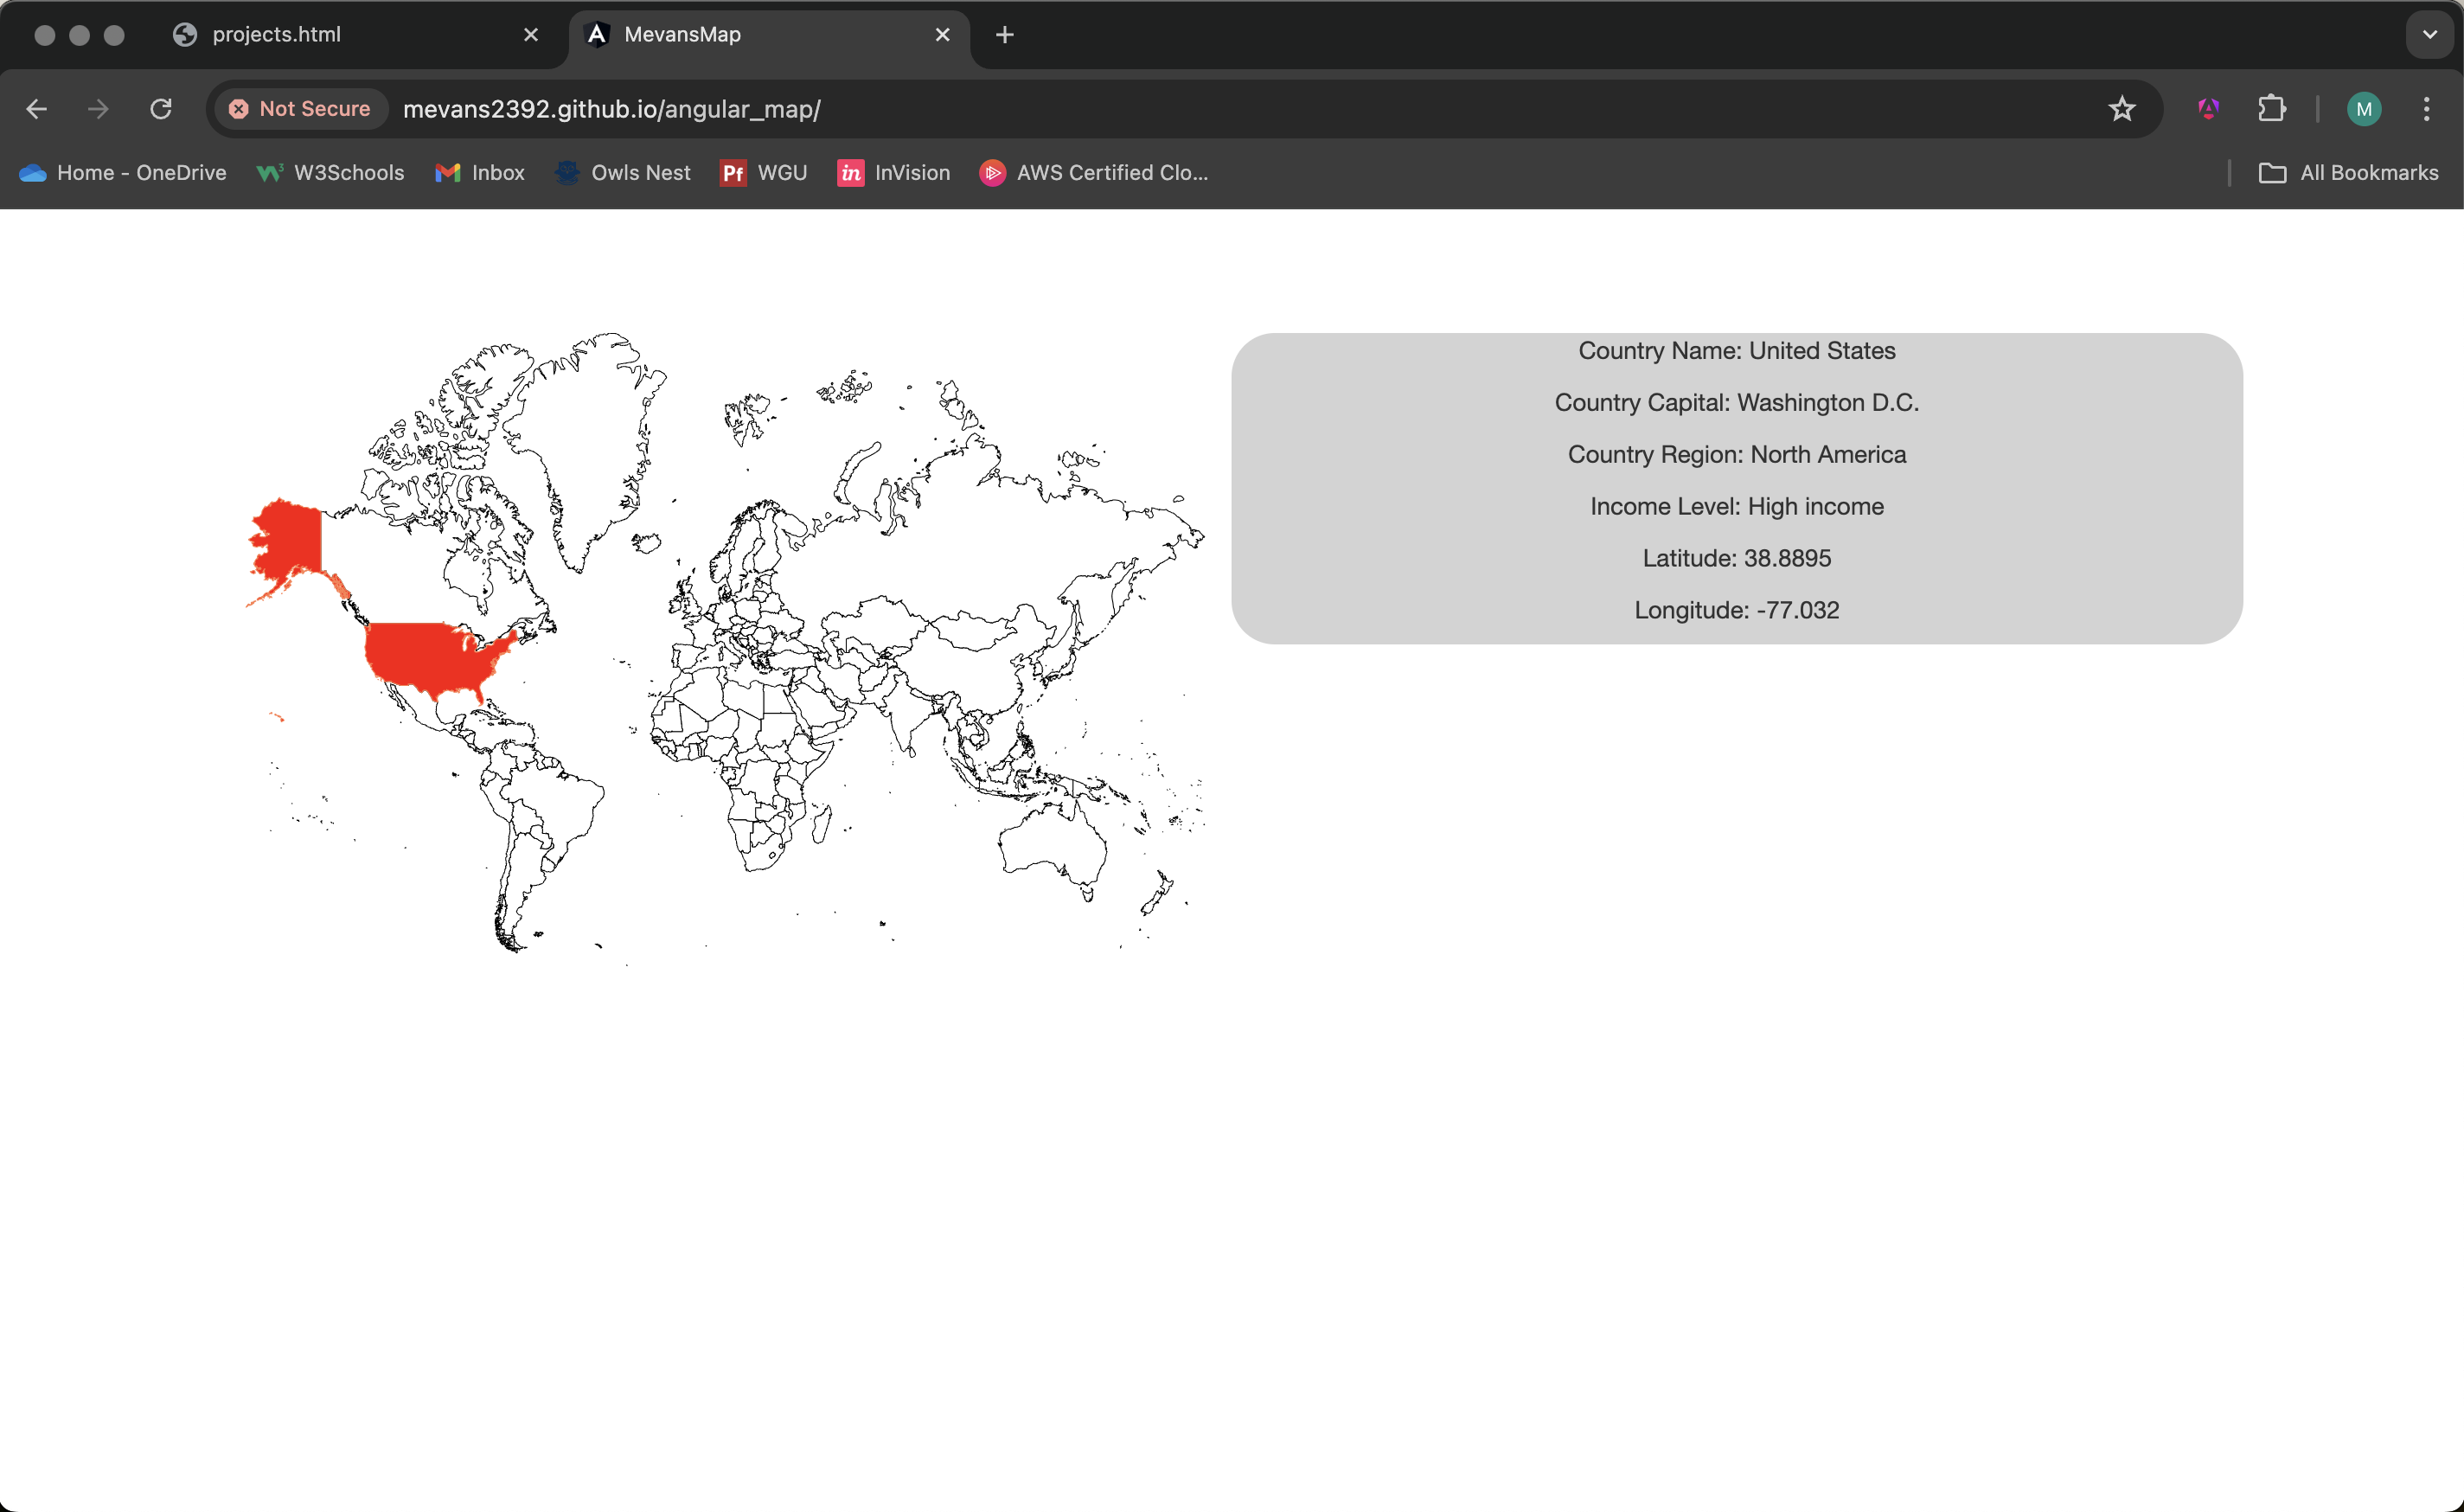 projects.html
MevansMap
Not Secure
mevans2392.github.io/angular_map/
M
Home - OneDrive
W3Schools
Inbox
Owls Nest
Pf WGU
in InVision
AWS Certified Clo...
All Bookmarks
Country Name: United States
Country Capital: Washington D.C.
Country Region: North America
Income Level: High income
Latitude: 38.8895
Longitude: -77.032